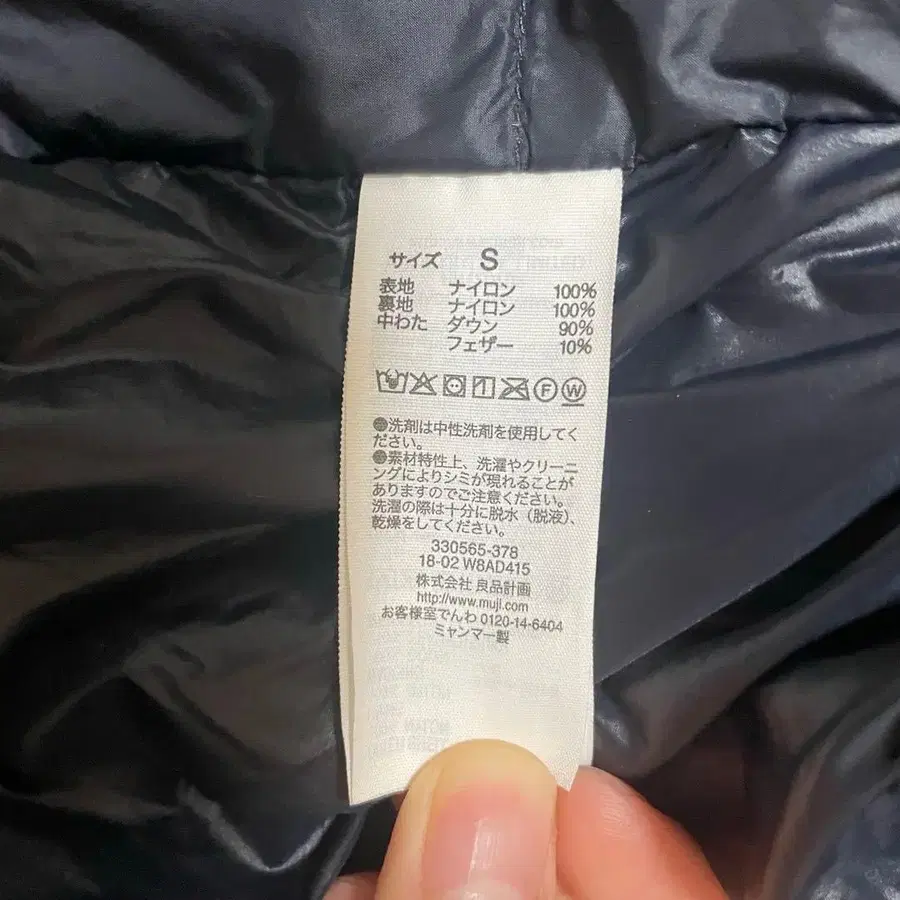 サイズ S
表地 ナイロン 100%
裏地 ナイロン 100%
中わた ダウン 90%
フェザー 10%
F W
●洗剤は中性洗剤を使用してく
ださい。
●素材特性上、洗濯やクリーニ
ングによりシミが現れることが
ありますのでご注意ください。
洗濯の際は十分に脱水（脱液）、
乾燥をしてください。
330565-378
18-02 W8AD415
株式会社 良品計画
http://www.muji.com
お客様室でんわ 0120-14-6404
ミャンマー製